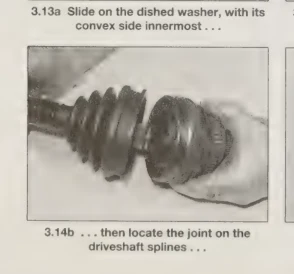 3.13a Slide on the dished washer, with its
convex side innermost . . .
3.14b . . . then locate the joint on the
driveshaft splines . . .